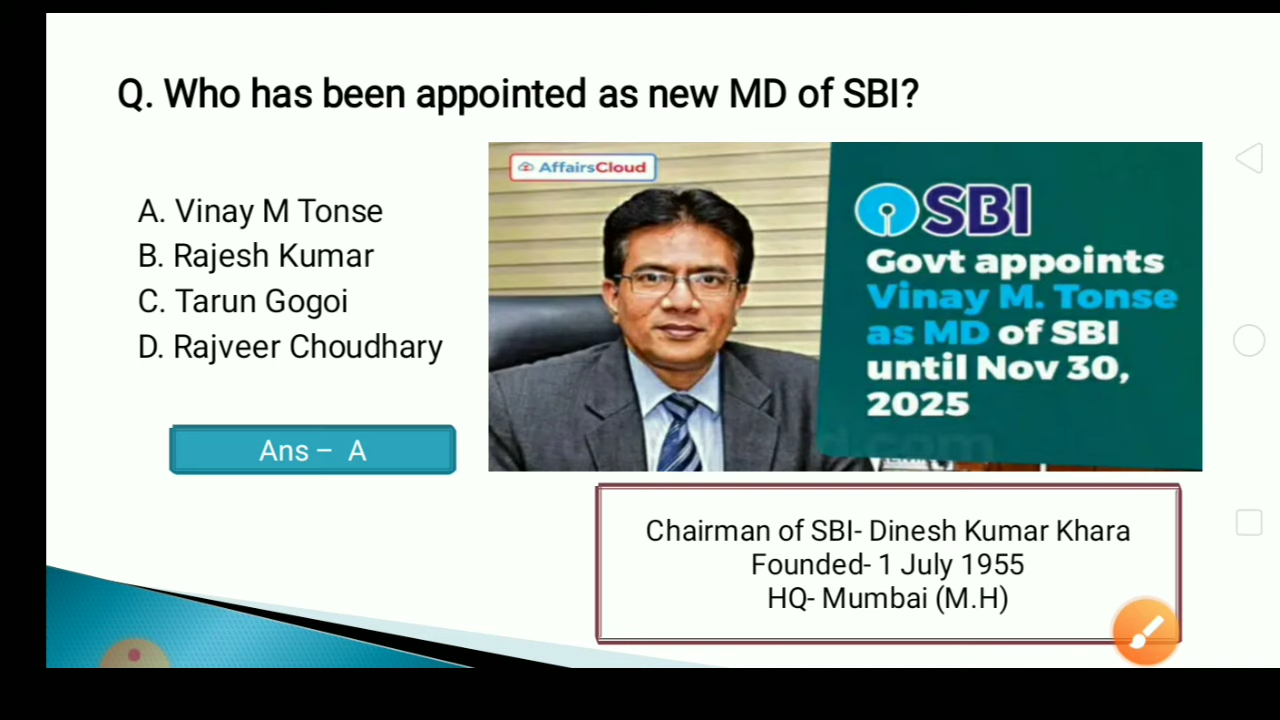 Q. Who has been appointed as new MD of SBI?
A. Vinay M Tonse
B. Rajesh Kumar
C. Tarun Gogoi
D. Rajveer Choudhary
Ans – A
AffairsCloud
SBI
Govt appoints
Vinay M. Tonse
as MD of SBI
until Nov 30,
2025
Chairman of SBI- Dinesh Kumar Khara
Founded- 1 July 1955
HQ- Mumbai (M.H)